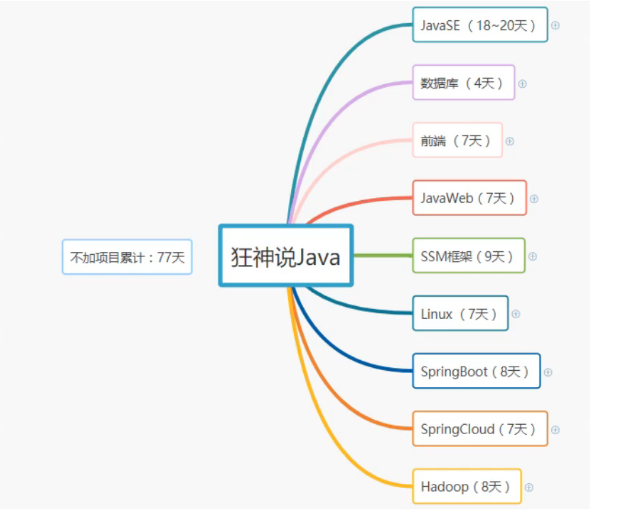 JavaSE（18~20天）
数据库（4天）
前端（7天）
JavaWeb（7天）
不加项目累计：77天
狂神说Java
SSM框架（9天）
Linux（7天）
SpringBoot（8天）
SpringCloud（7天）
Hadoop（8天）